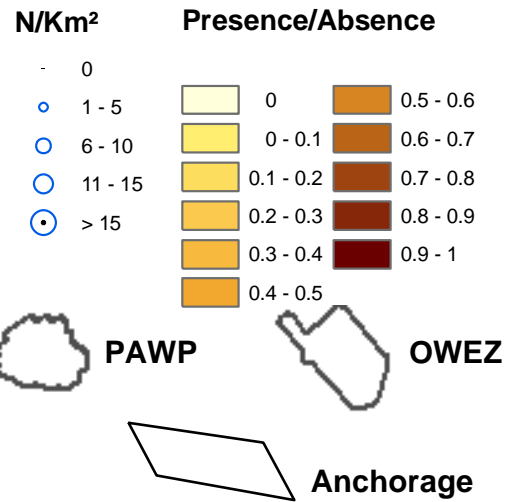 N/Km² Presence/Absence
- 0
1 - 5
6 - 10
11 - 15
> 15
0
0 - 0.1
0.1 - 0.2
0.2 - 0.3
0.3 - 0.4
0.4 - 0.5
0.5 - 0.6
0.6 - 0.7
0.7 - 0.8
0.8 - 0.9
0.9 - 1
PAWP
OWEZ
Anchorage